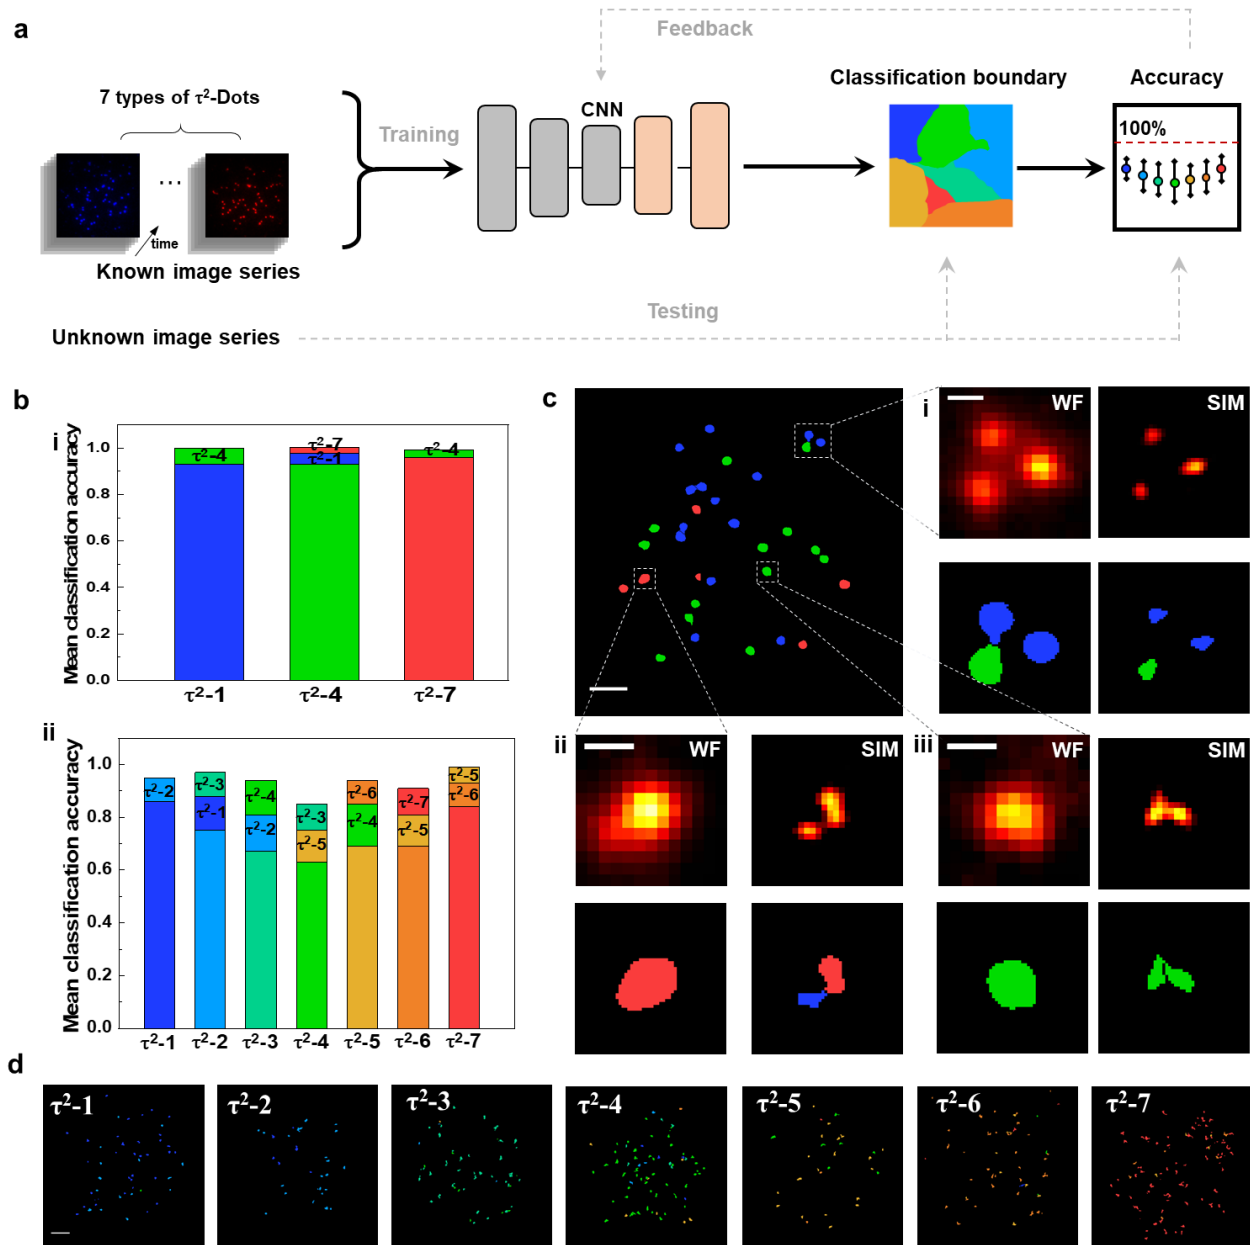 a
Feedback
7 types of τ²-Dots
CNN
Classification boundary
Accuracy
Training
100%
...
time
Known image series
Testing
Unknown image series
b
i
Mean classification accuracy
1.0
0.8
0.6
0.4
0.2
0.0
τ²-4
τ²-7
τ²-1
τ²-4
τ²-1
τ²-4
τ²-7
ii
Mean classification accuracy
1.0
0.8
0.6
0.4
0.2
0.0
τ²-2
τ²-3
τ²-1
τ²-4
τ²-2
τ²-3
τ²-5
τ²-6
τ²-4
τ²-7
τ²-5
τ²-5
τ²-6
τ²-1
τ²-2
τ²-3
τ²-4
τ²-5
τ²-6
τ²-7
c
i
WF
SIM
ii
WF
SIM
iii
WF
SIM
d
τ²-1
τ²-2
τ²-3
τ²-4
τ²-5
τ²-6
τ²-7